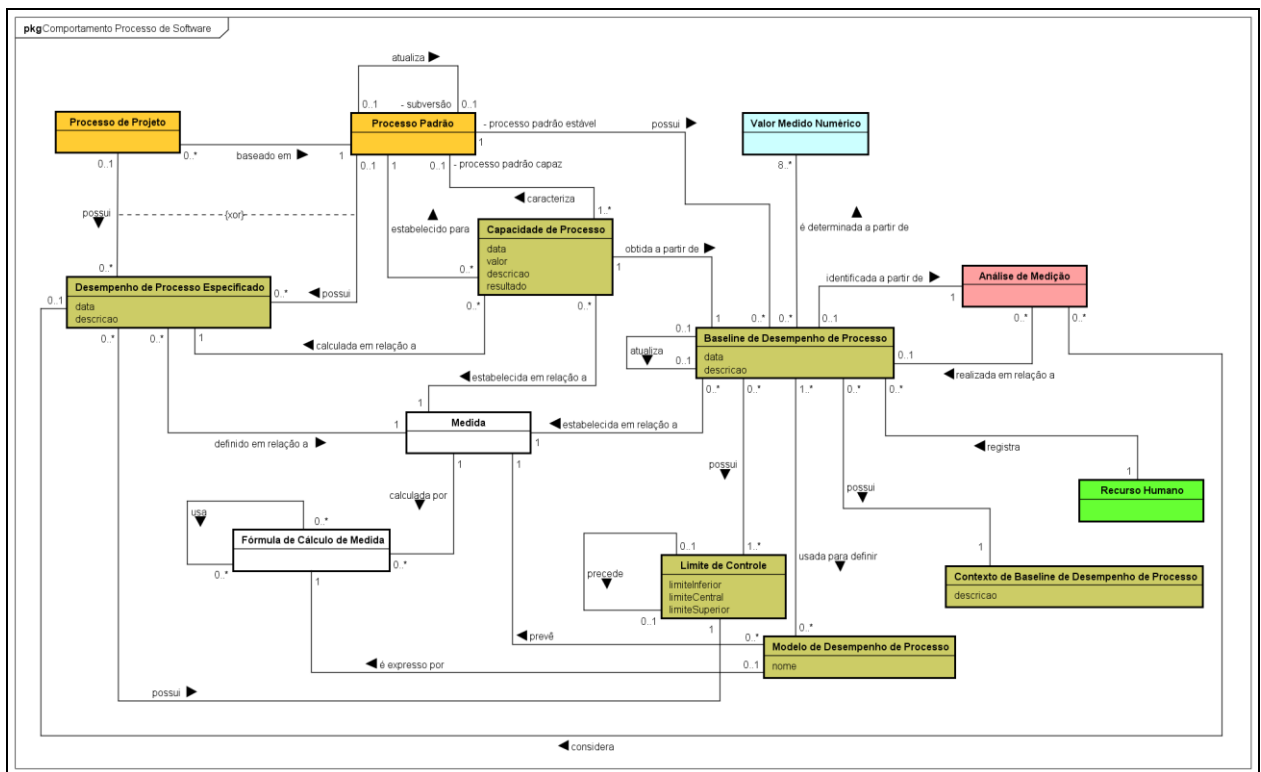 pkg Comportamento Processo de Software
atualiza
0..1
- subversão
0..1
Processo de Projeto
Processo Padrão
- processo padrão estável
possui
Valor Medido Numérico
0..1
0..*
baseado em
1
0..1
1
0..1
- processo padrão capaz
1
8..*
caracteriza
possui
{xor}
1..*
estabelecido para
Capacidade de Processo
data
valor
descricao
resultado
obtida a partir de
1
é determinada a partir de
0..*
0..*
identificada a partir de
Análise de Medição
1
Desempenho de Processo Especificado
data
descricao
0..1
0..*
possui
0..*
0..*
0..*
0..*
1
calculada em relação a
1
0..*
0..*
0..1
0..*
0..*
0..1
Baseline de Desempenho de Processo
data
descricao
atualiza
0..1
0..1
realizada em relação a
estabelecida em relação a
0..*
0..*
1..*
0..*
0..*
1
Medida
1
definido em relação a
estabelecida em relação a
1
registra
1
1
possui
1
Recurso Humano
calculada por
possui
usa
0..*
Fórmula de Cálculo de Medida
0..*
0..*
1
0..1
1..*
precede
Limite de Controle
limiteInferior
limiteCentral
limiteSuperior
usada para definir
1
Contexto de Baseline de Desempenho de Processo
descricao
0..1
1
prevê
0..*
0..*
Modelo de Desempenho de Processo
nome
é expresso por
0..1
possui
considera